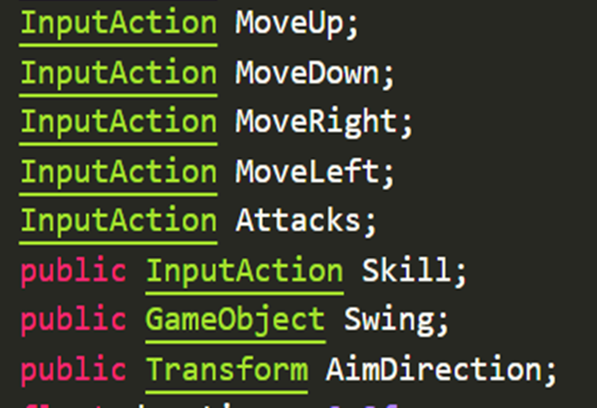 InputAction MoveUp;
InputAction MoveDown;
InputAction MoveRight;
InputAction MoveLeft;
InputAction Attacks;
public InputAction Skill;
public GameObject Swing;
public Transform AimDirection;